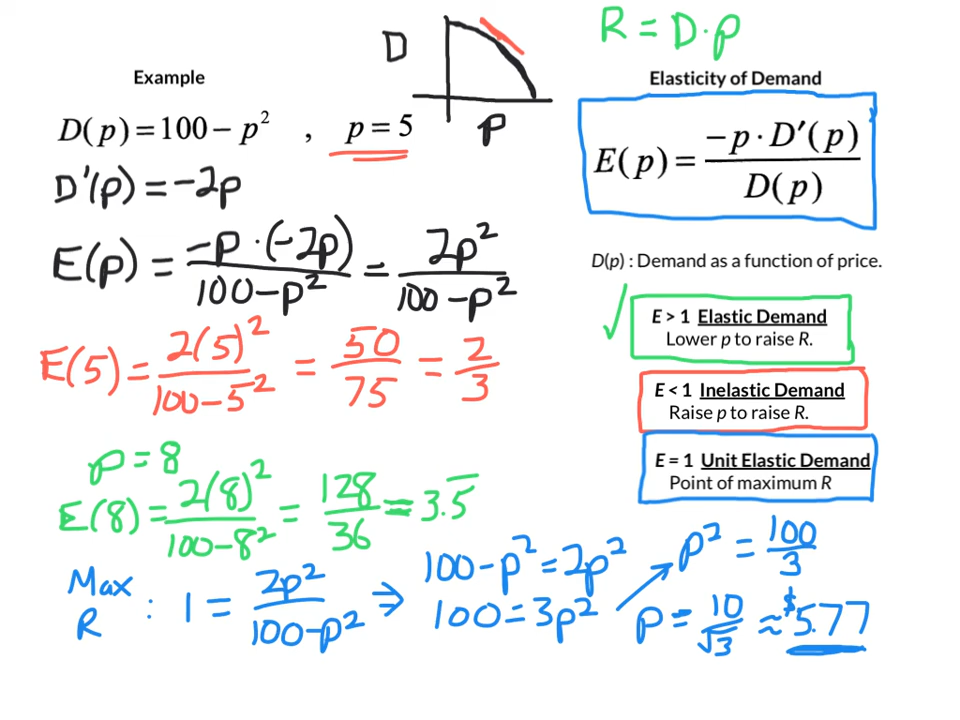 R = D·p
D
p
Example
D(p) = 100 − p² , p = 5
D'(p) = −2p
E(p) = −p·(−2p) / 100−p² = 2p² / 100−p²
E(5) = 2(5)² / 100−5² = 50 / 75 = 2 / 3
p = 8
E(8) = 2(8)² / 100−8² = 128 / 36 = 3.5̅
Max R : 1 = 2p² / 100−p² ⇒ 100−p² = 2p²
100 = 3p²
p² = 100 / 3
p = 10 / √3 ≈ $5.77
Elasticity of Demand
E(p) = −p · D′(p) / D(p)
D(p) : Demand as a function of price.
✓
E > 1 Elastic Demand
Lower p to raise R.
E < 1 Inelastic Demand
Raise p to raise R.
E = 1 Unit Elastic Demand
Point of maximum R